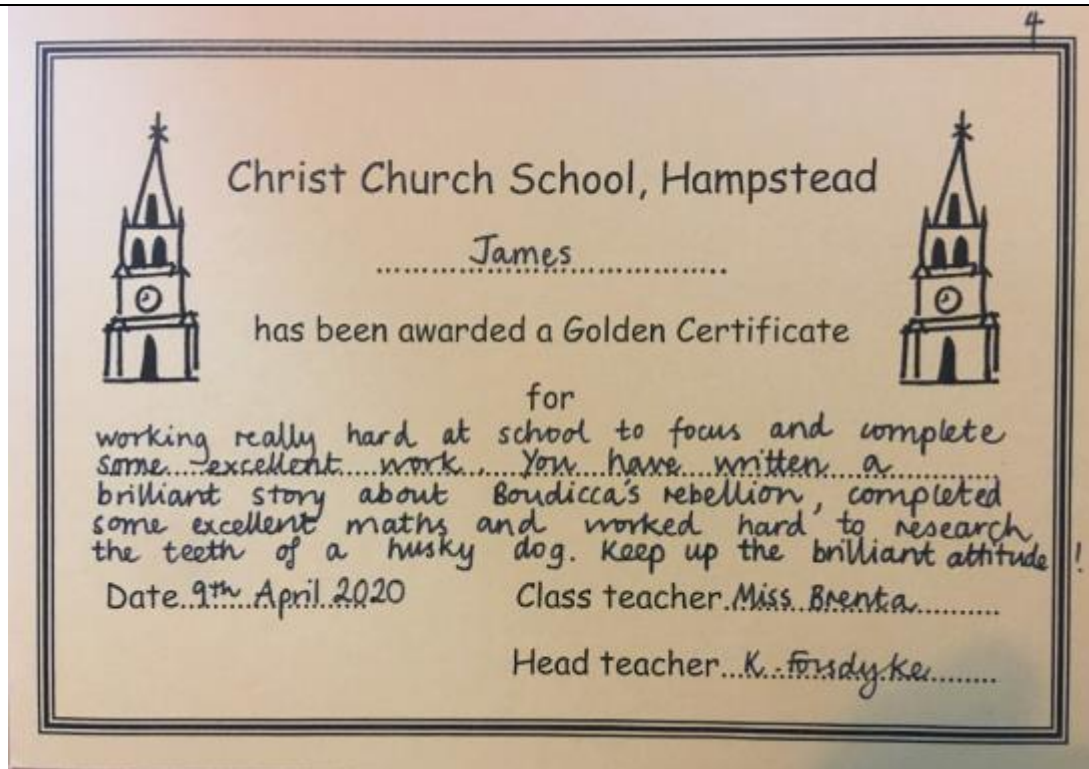 4
Christ Church School, Hampstead
James
has been awarded a Golden Certificate
for
working really hard at school to focus and complete
some excellent work. You have written a
brilliant story about Boudicca's rebellion, completed
some excellent maths and worked hard to research
the teeth of a husky dog. Keep up the brilliant attitude!
Date 9th April 2020 Class teacher Miss Brenta
Head teacher K. Forsdyke